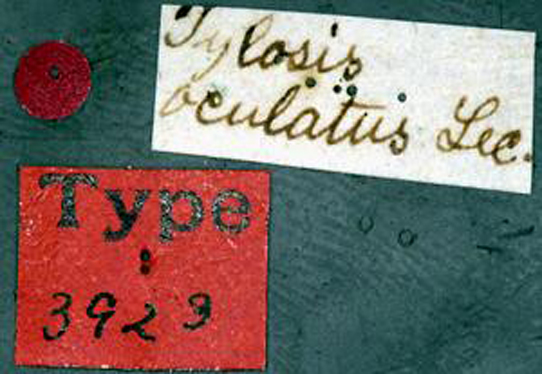 Tylosis
oculatus Lec.
Type
3923